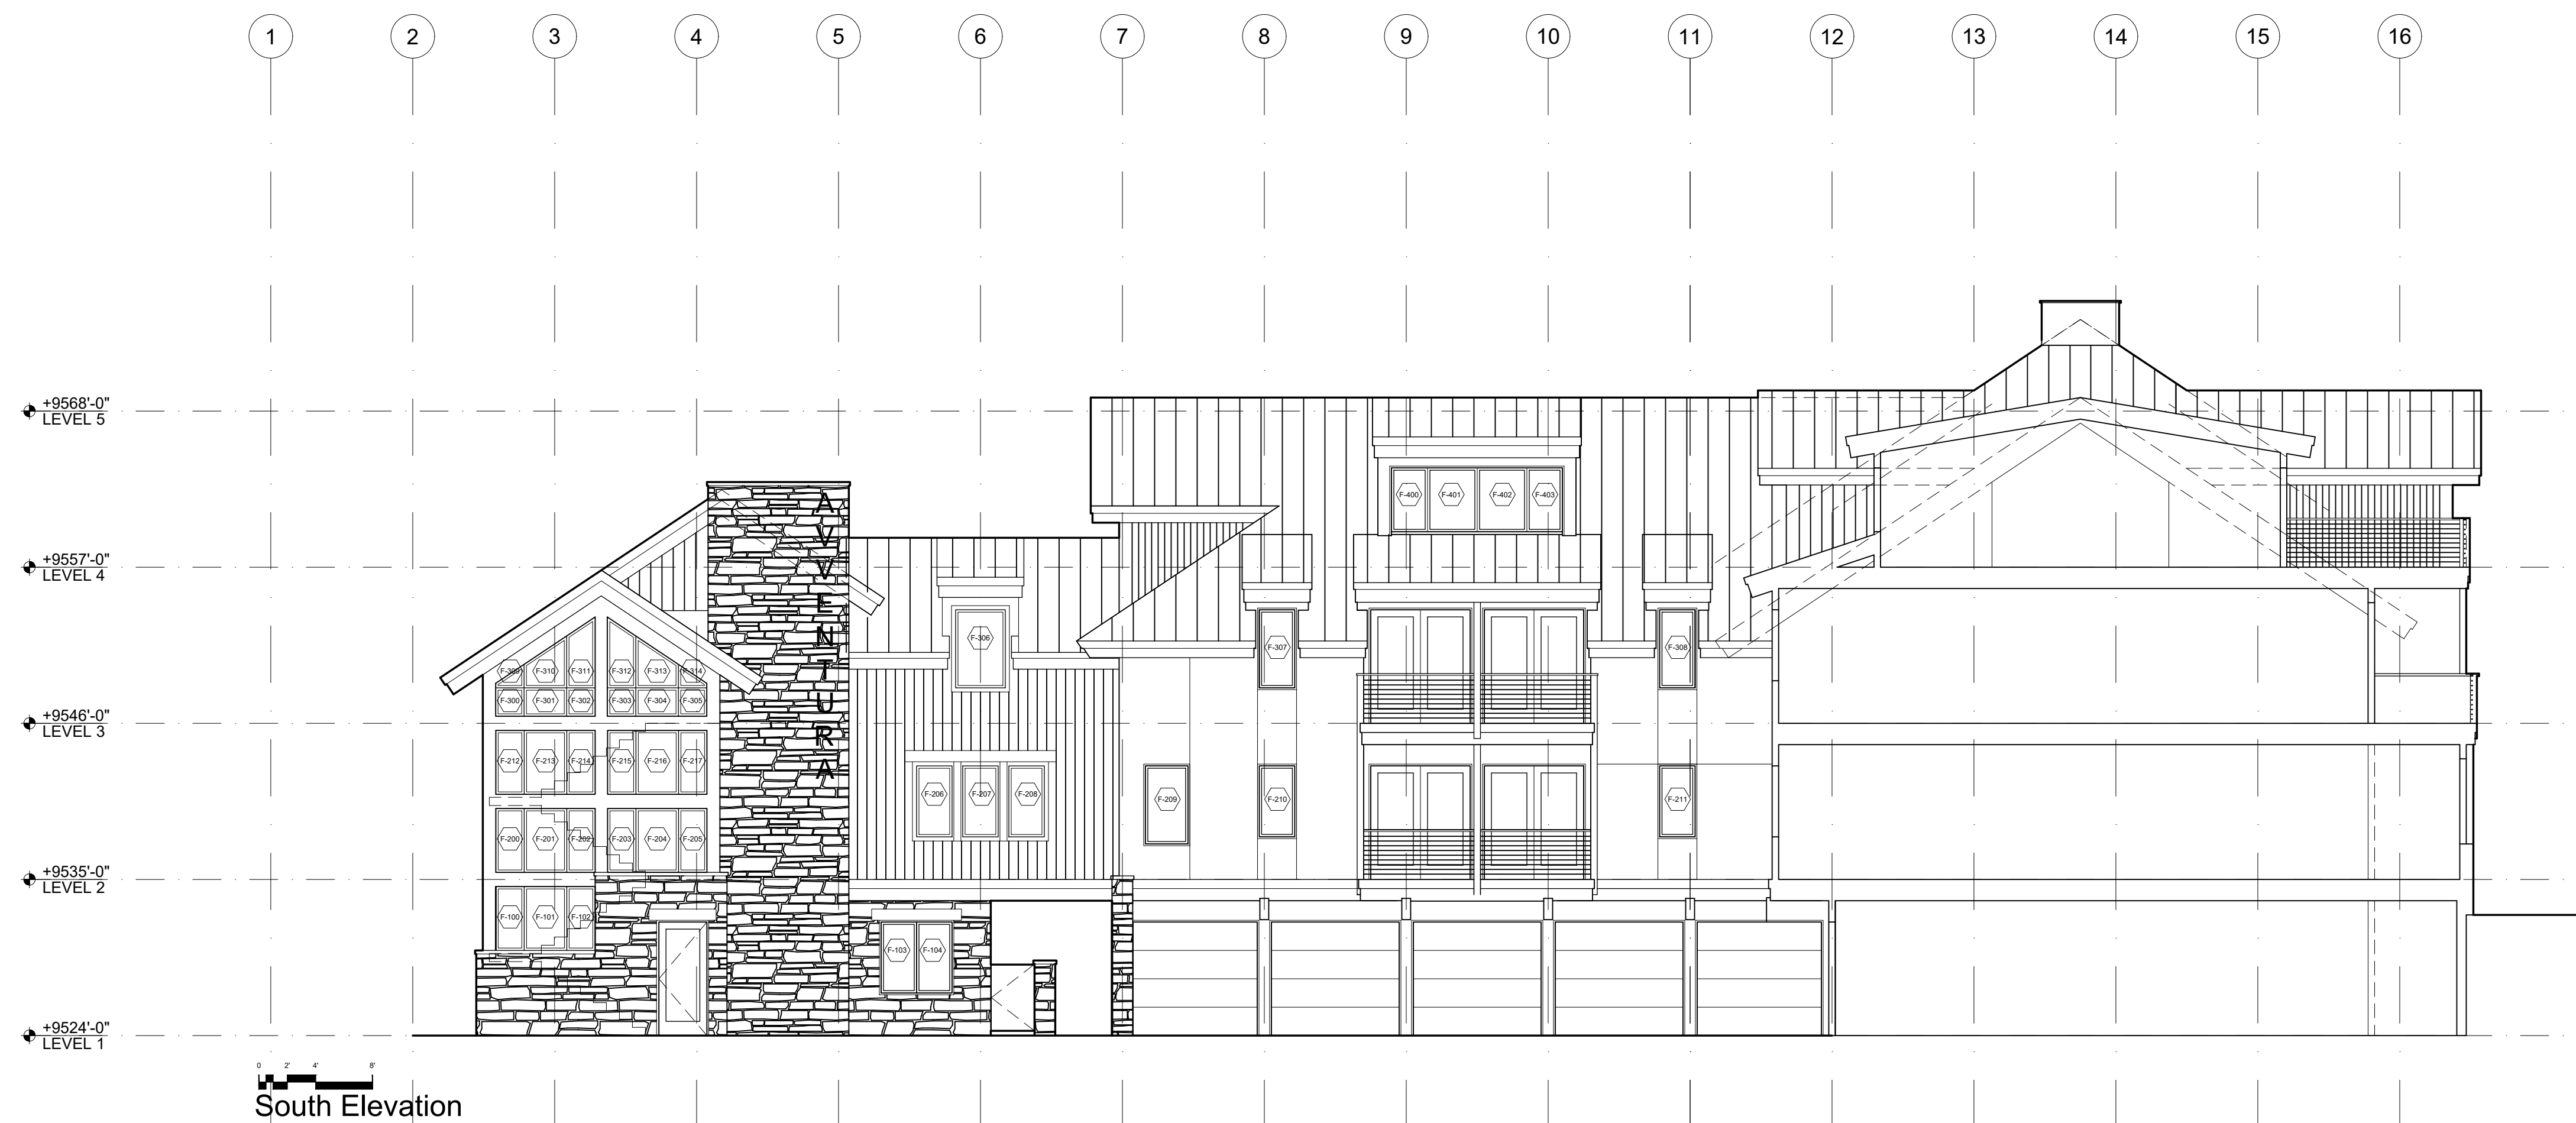 1 2 3 4 5 6 7 8 9 10 11 12 13 14 15 16
+9568'-0"
LEVEL 5
F-400 F-401 F-402 F-403
AVVENTURA
+9557'-0"
LEVEL 4
F-306 F-307 F-308
F-309 F-310 F-311 F-312 F-313 F-314
F-300 F-301 F-302 F-303 F-304 F-305
+9546'-0"
LEVEL 3
F-212 F-213 F-214 F-215 F-216 F-217
F-206 F-207 F-208 F-209 F-210 F-211
F-200 F-201 F-202 F-203 F-204 F-205
+9535'-0"
LEVEL 2
F-100 F-101 F-102
F-103 F-104
+9524'-0"
LEVEL 1
0 2' 4' 8'
South Elevation